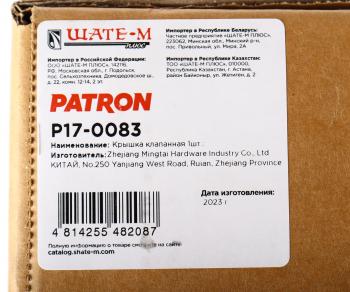 ШАТЕ-М
ПЛЮС
Импортер в Российской Федерации:
ООО «ШАТЕ-М ПЛЮС», 142116,
РФ, Московская обл., г. Подольск,
пос. Сельхозтехника, Домодедовское ш.,
д. 22, комн. 12-14, 2 эт.
Импортер в Республике Беларусь:
Частное предприятие «ШАТЕ-М ПЛЮС»,
223062, Минская обл., Минский р-н,
пос. Привольный, ул. Мира, 2А
Импортер в Республике Казахстан:
ТОО «ШАТЕ-М ПЛЮС», 010000,
Республика Казахстан, г. Астана,
район Байконыр, ул. Жетиген, д. 2
PATRON
P17-0083
Наименование: Крышка клапанная 1шт.
Изготовитель: Zhejiang Mingtai Hardware Industry Co., Ltd
КИТАЙ, No.250 Yanjiang West Road, Ruian, Zhejiang Province
Дата изготовления:
2023 г
4 814255 482087
Полную информацию о товаре смотрите на сайте
catalog.shate-m.com